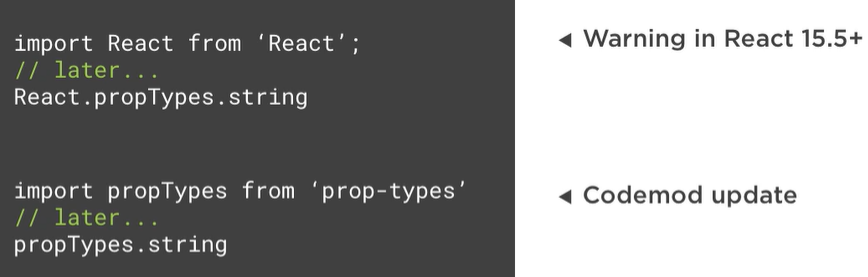 import React from ‘React’;
◄ Warning in React 15.5+
// later...
React.propTypes.string
import propTypes from ‘prop-types’
◄ Codemod update
// later...
propTypes.string